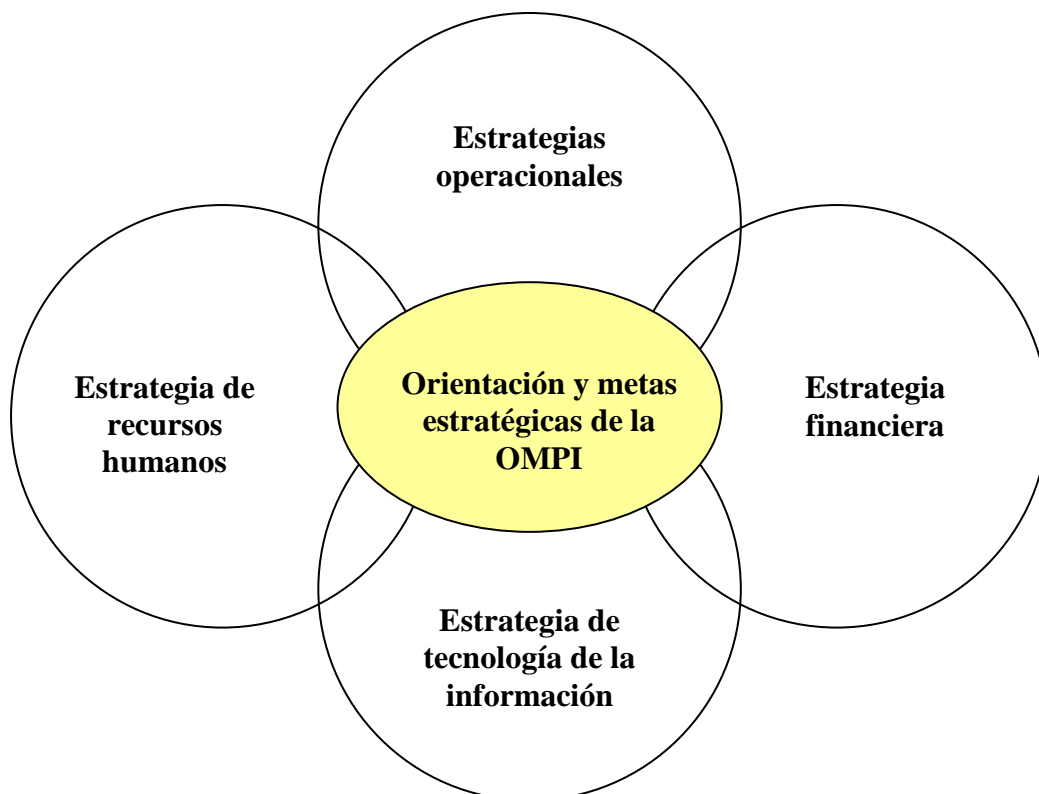 Estrategias
operacionales
Estrategia de
recursos
humanos
Orientación y metas
estratégicas de la
OMPI
Estrategia
financiera
Estrategia de
tecnología de la
información